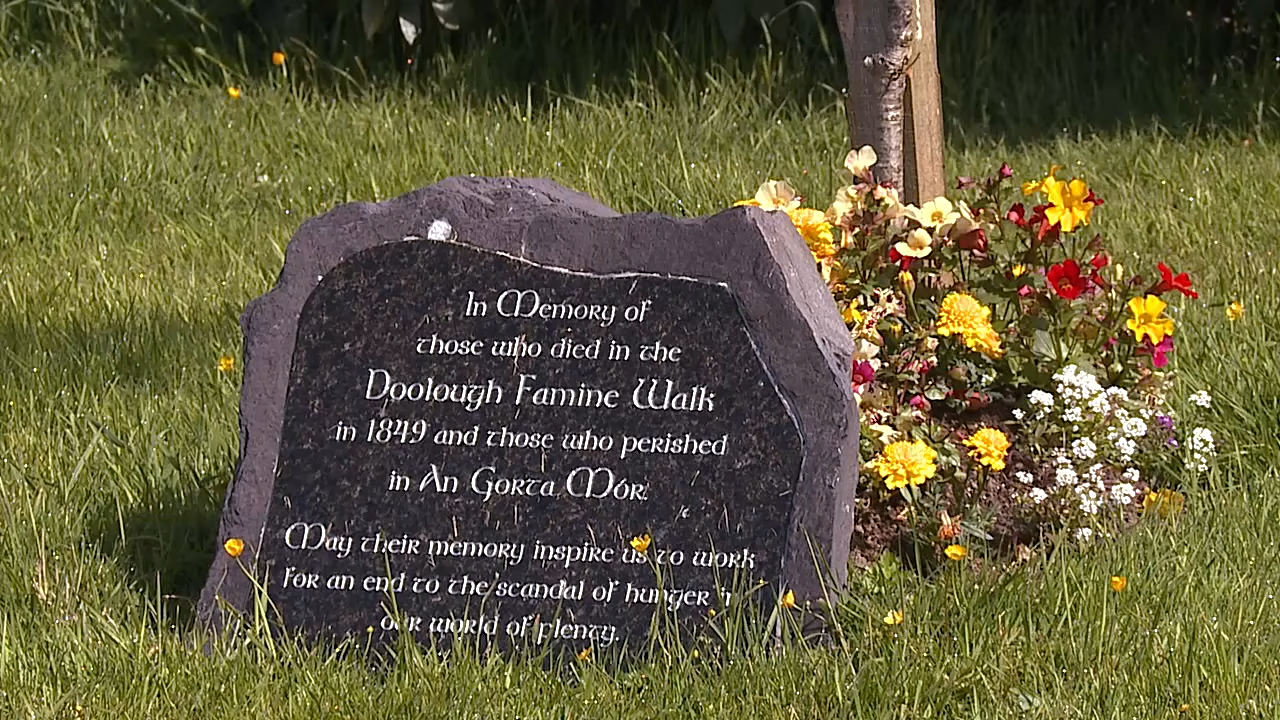 In Memory of
those who died in the
Doolough Famine Walk
in 1849 and those who perished
in An Gorta Mór.
May their memory inspire us to work
for an end to the scandal of hunger in
our world of plenty.